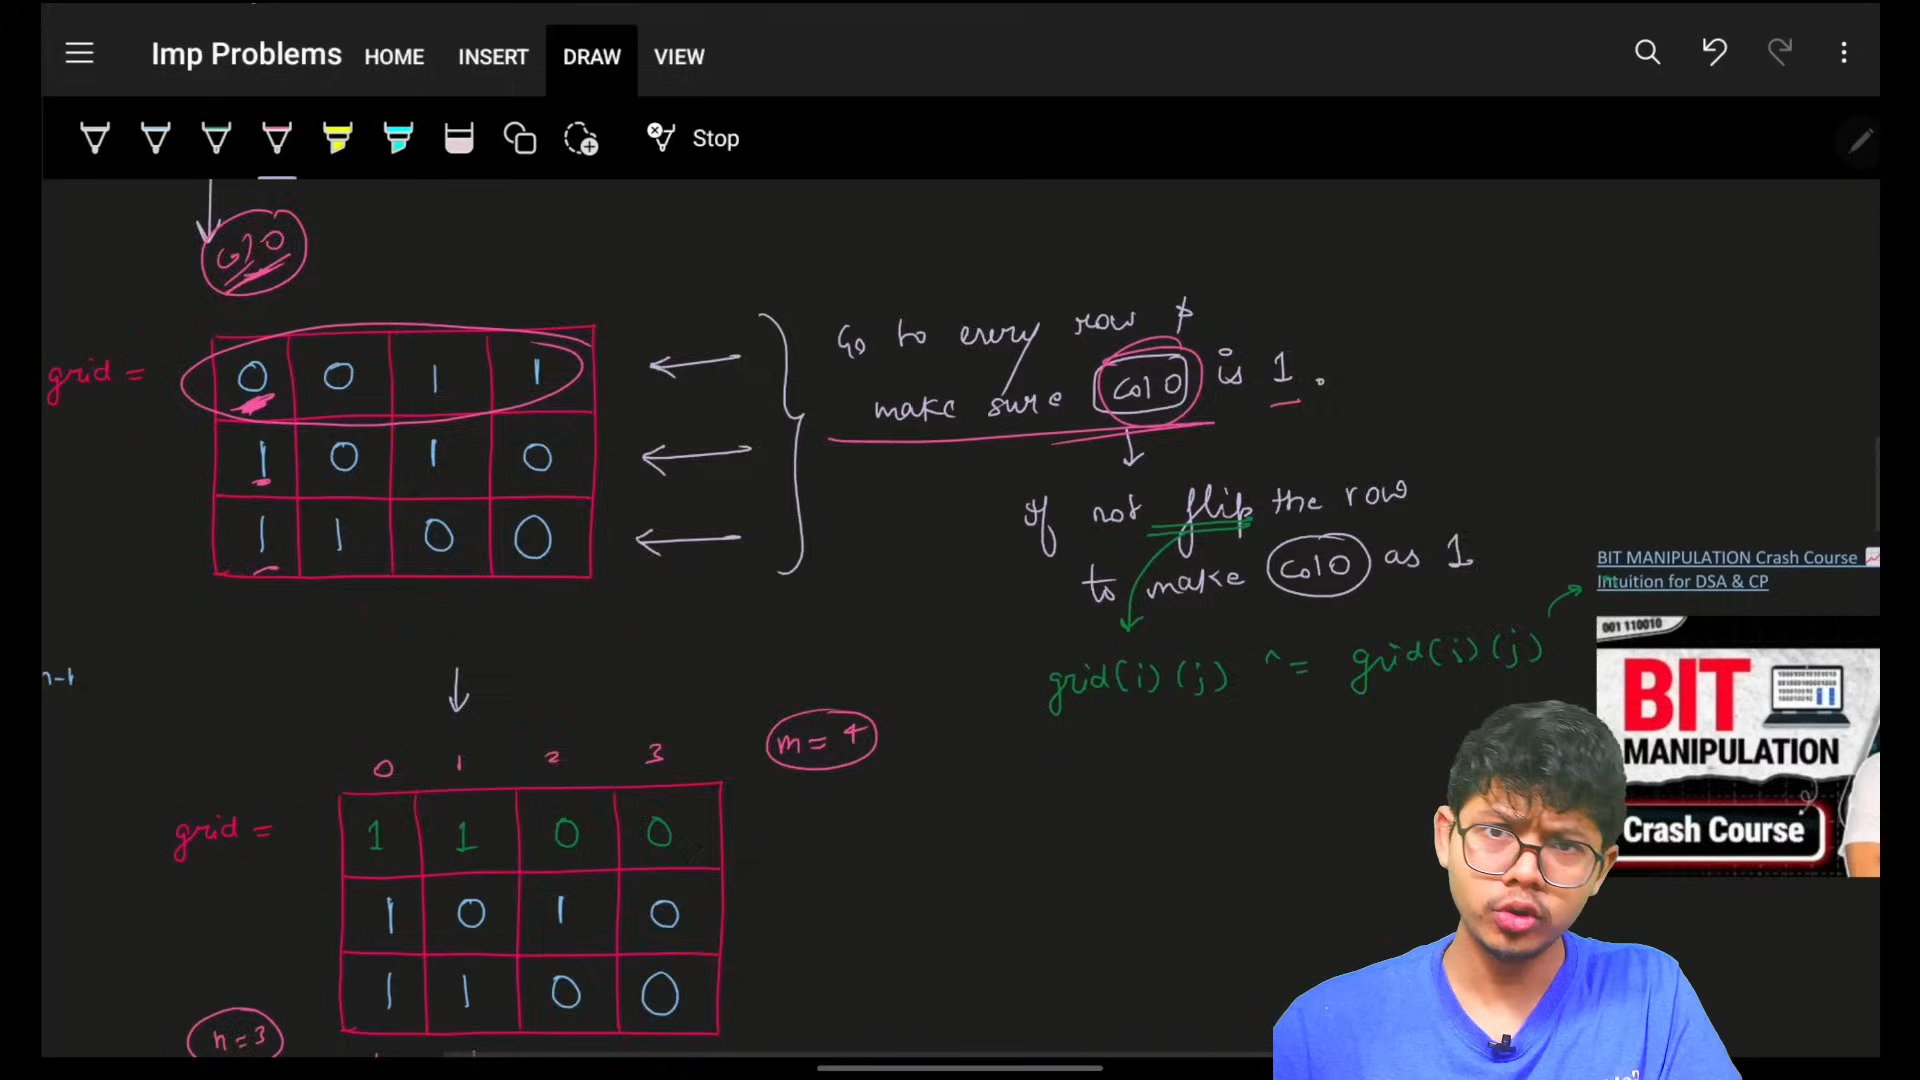 Imp Problems HOME INSERT DRAW VIEW
Stop
Col 0
grid =
0 0 1 1
1 0 1 0
1 1 0 0
Go to every row &
make sure Col 0 is 1.
If not flip the row
to make Col 0 as 1
grid(i)(j) ^= grid(i)(j)
BIT MANIPULATION Crash Course
Intuition for DSA & CP
001 110010
BIT
MANIPULATION
Crash Course
n-1
m = 4
0 1 2 3
grid =
1 1 0 0
1 0 1 0
1 1 0 0
n = 3